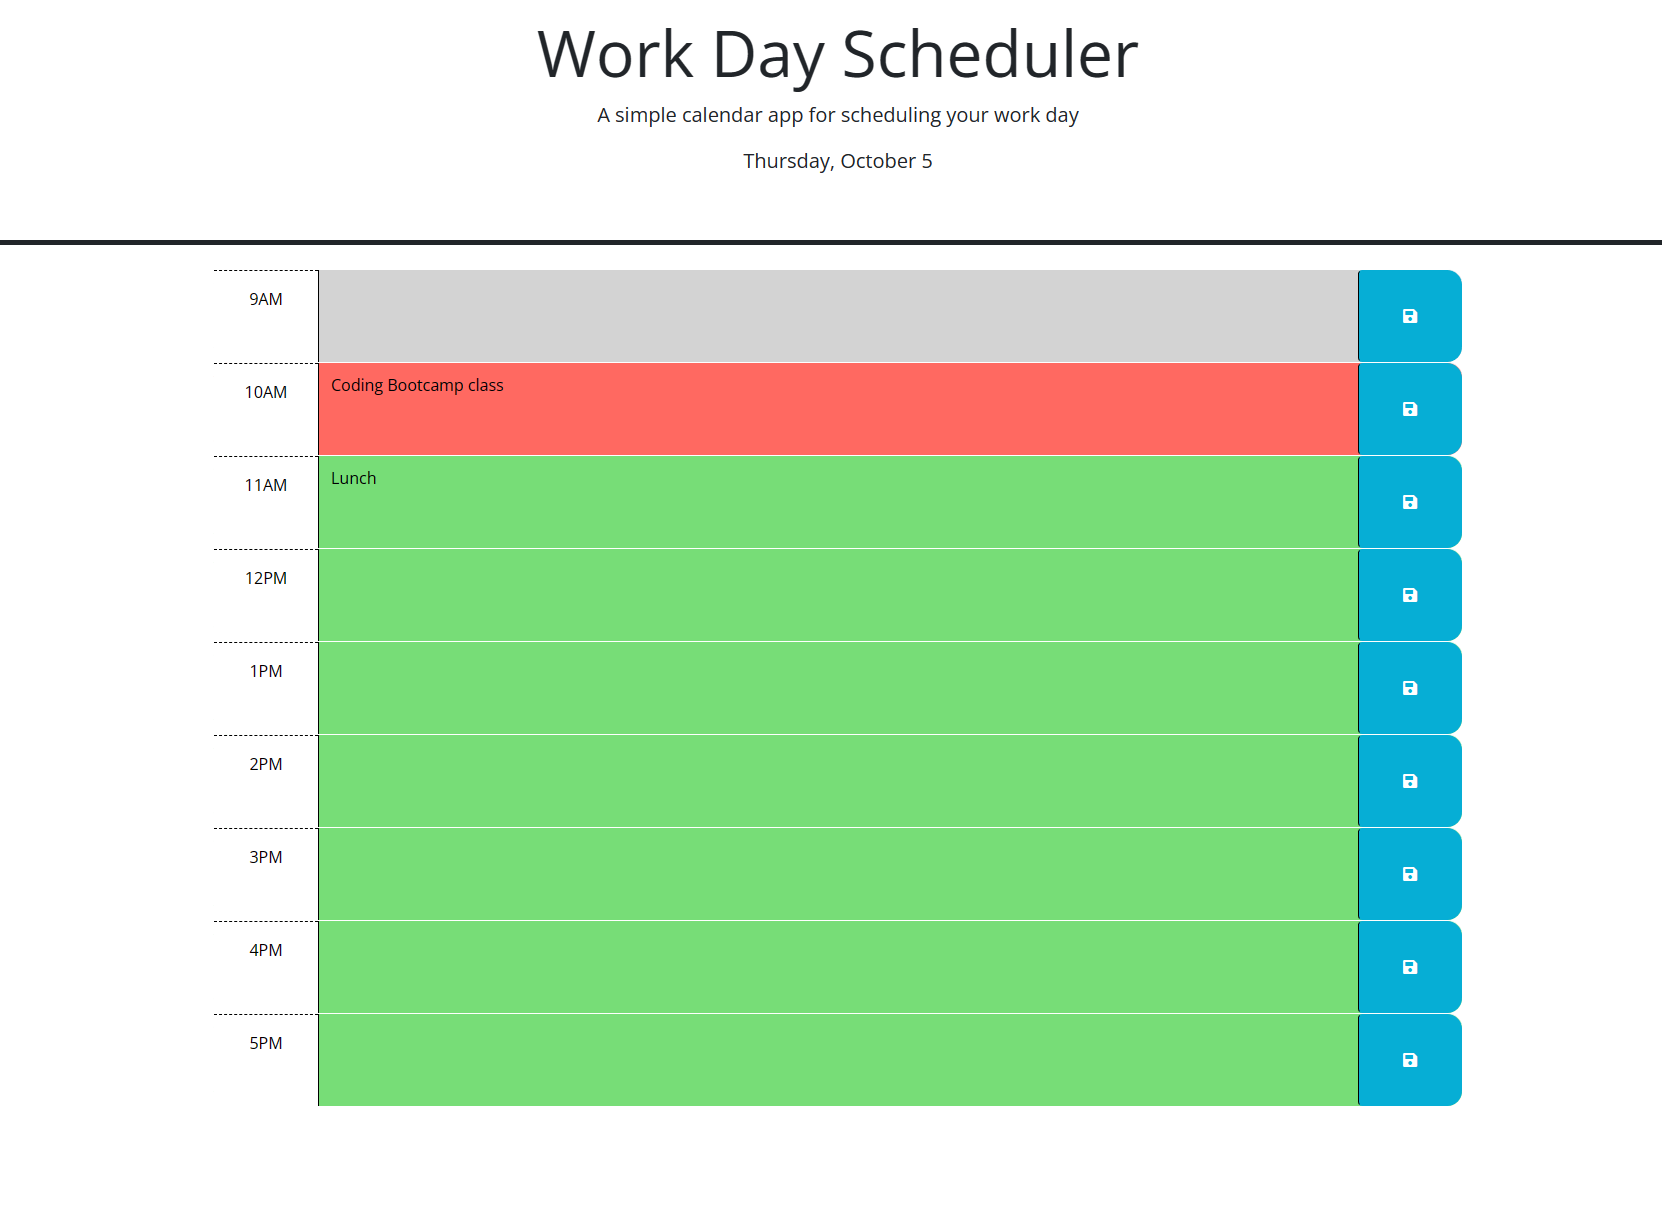 Work Day Scheduler
A simple calendar app for scheduling your work day
Thursday, October 5
9AM
10AM Coding Bootcamp class
11AM Lunch
12PM
1PM
2PM
3PM
4PM
5PM